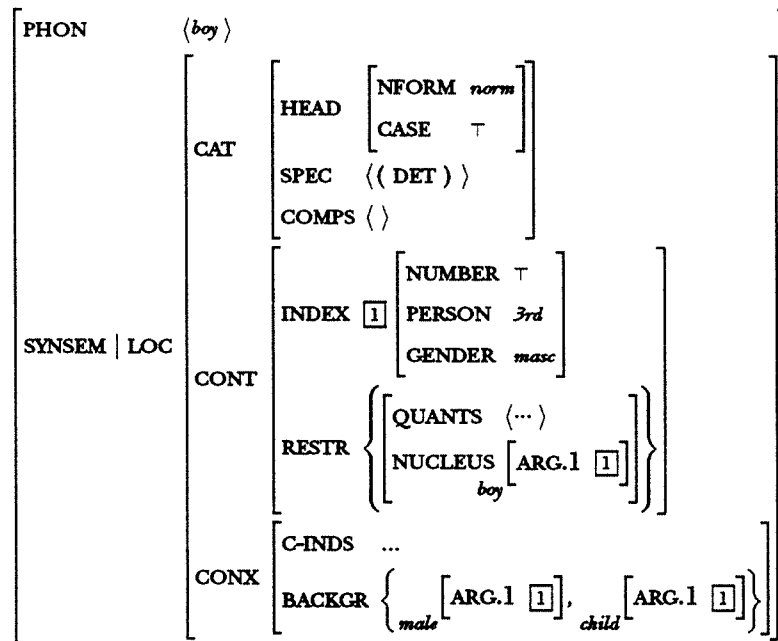 PHON ⟨boy⟩
HEAD [NFORM norm
CASE ⊤]
CAT
SPEC ⟨( DET ) ⟩
COMPS ⟨ ⟩
NUMBER ⊤
INDEX [1] PERSON 3rd
GENDER masc
SYNSEM | LOC
CONT
QUANTS ⟨···⟩
RESTR
NUCLEUS boy[ARG.1 [1]]
C-INDS ...
CONX
BACKGR { male[ARG.1 [1]], child[ARG.1 [1]] }